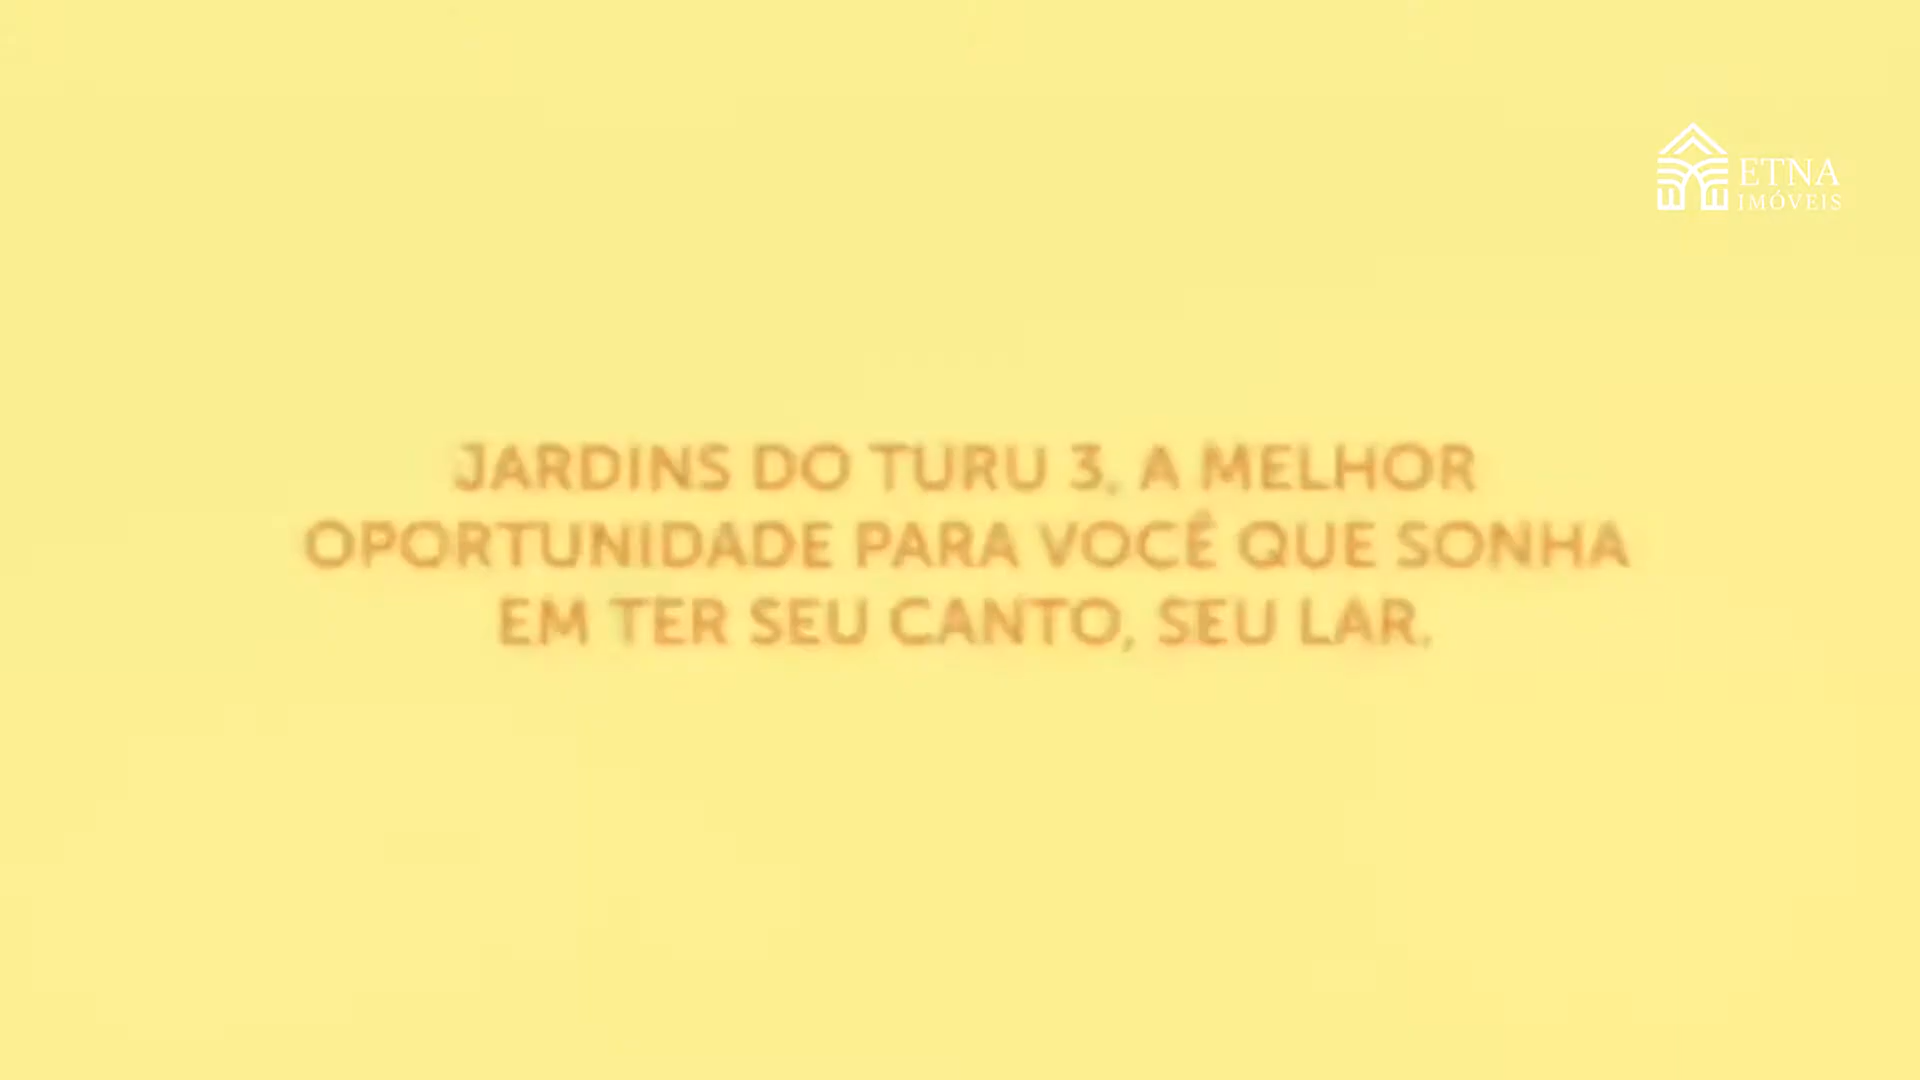 ETNA
IMÓVEIS
JARDINS DO TURU 3, A MELHOR
OPORTUNIDADE PARA VOCÊ QUE SONHA
EM TER SEU CANTO, SEU LAR.